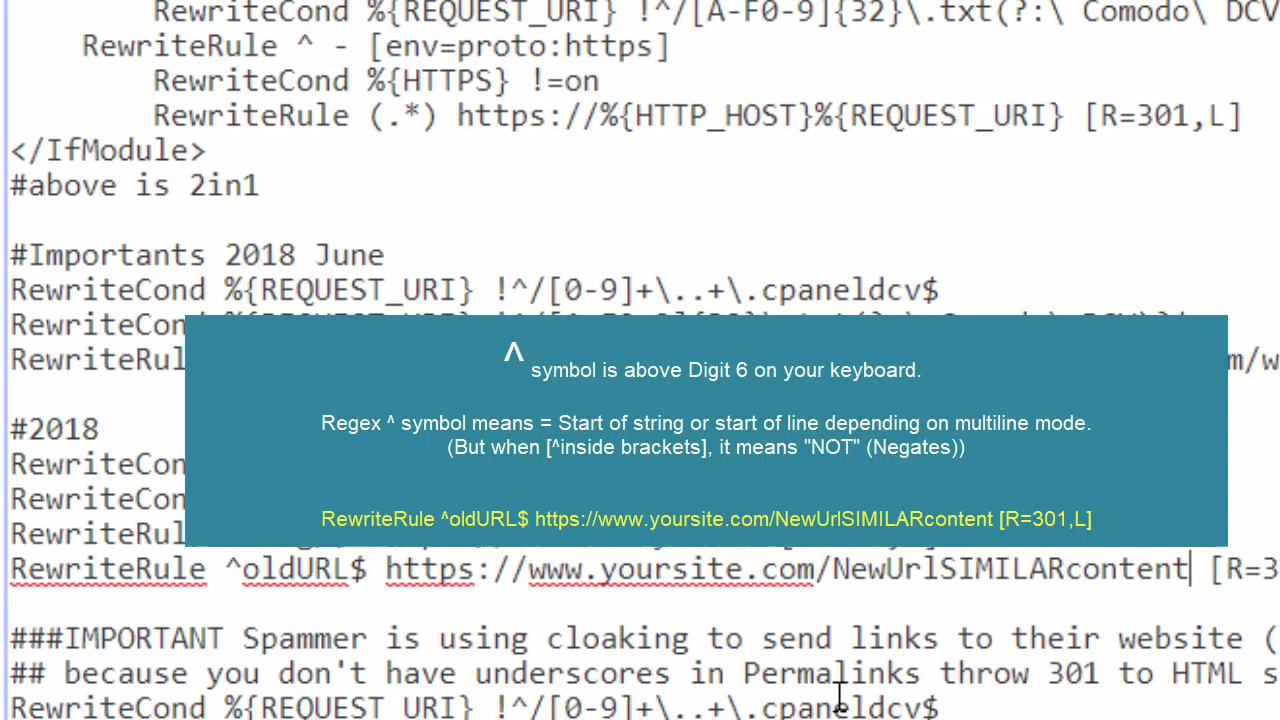 RewriteCond %{REQUEST_URI} !^/[A-F0-9]{32}\.txt(?:\ Comodo\ DCV
RewriteRule ^ - [env=proto:https]
RewriteCond %{HTTPS} !=on
RewriteRule (.*) https://%{HTTP_HOST}%{REQUEST_URI} [R=301,L]
</IfModule>
#above is 2in1
#Importants 2018 June
RewriteCond %{REQUEST_URI} !^/[0-9]+\..+\.cpaneldcv$
RewriteCond
RewriteRul m/w
^
symbol is above Digit 6 on your keyboard.
Regex ^ symbol means = Start of string or start of line depending on multiline mode.
(But when [^inside brackets], it means "NOT" (Negates))
RewriteRule ^oldURL$ https://www.yoursite.com/NewUrlSIMILARcontent [R=301,L]
#2018
RewriteCon
RewriteCon
RewriteRul
RewriteRule ^oldURL$ https://www.yoursite.com/NewUrlSIMILARcontent [R=3
###IMPORTANT Spammer is using cloaking to send links to their website (
## because you don't have underscores in Permalinks throw 301 to HTML s
RewriteCond %{REQUEST_URI} !^/[0-9]+\..+\.cpaneldcv$